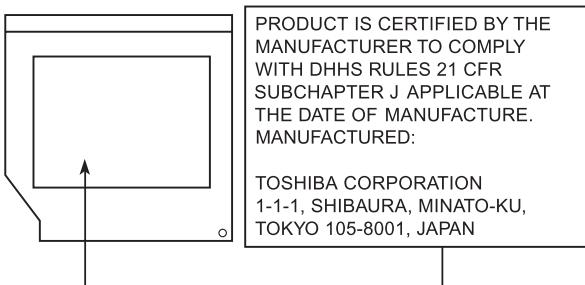 PRODUCT IS CERTIFIED BY THE
MANUFACTURER TO COMPLY
WITH DHHS RULES 21 CFR
SUBCHAPTER J APPLICABLE AT
THE DATE OF MANUFACTURE.
MANUFACTURED:
TOSHIBA CORPORATION
1-1-1, SHIBAURA, MINATO-KU,
TOKYO 105-8001, JAPAN